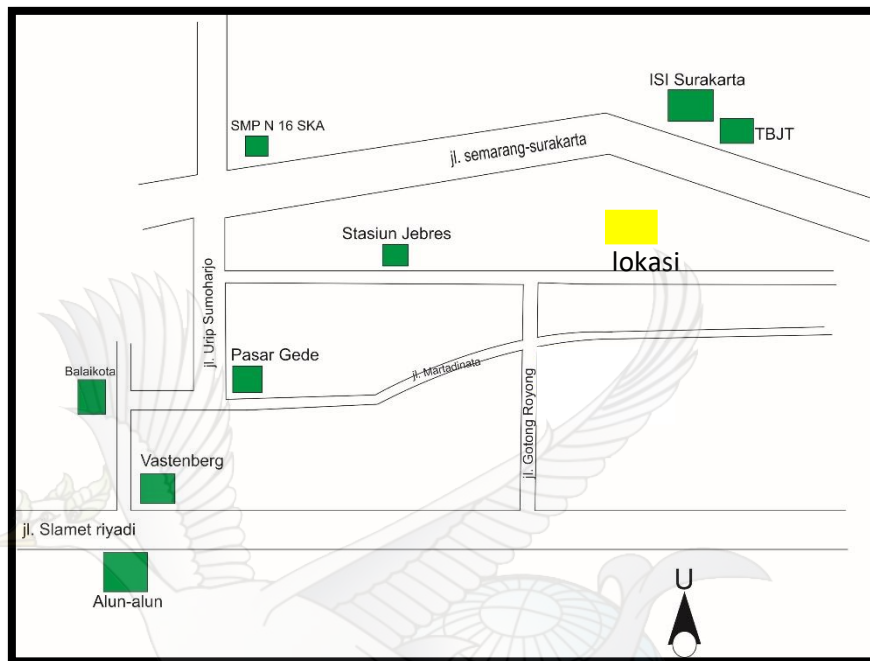 ISI Surakarta
SMP N 16 SKA
TBJT
jl. semarang-surakarta
Stasiun Jebres
lokasi
jl. Urip Sumoharjo
Pasar Gede
jl. Martadinata
Balaikota
jl. Gotong Royong
Vastenberg
jl. Slamet riyadi
Alun-alun
U